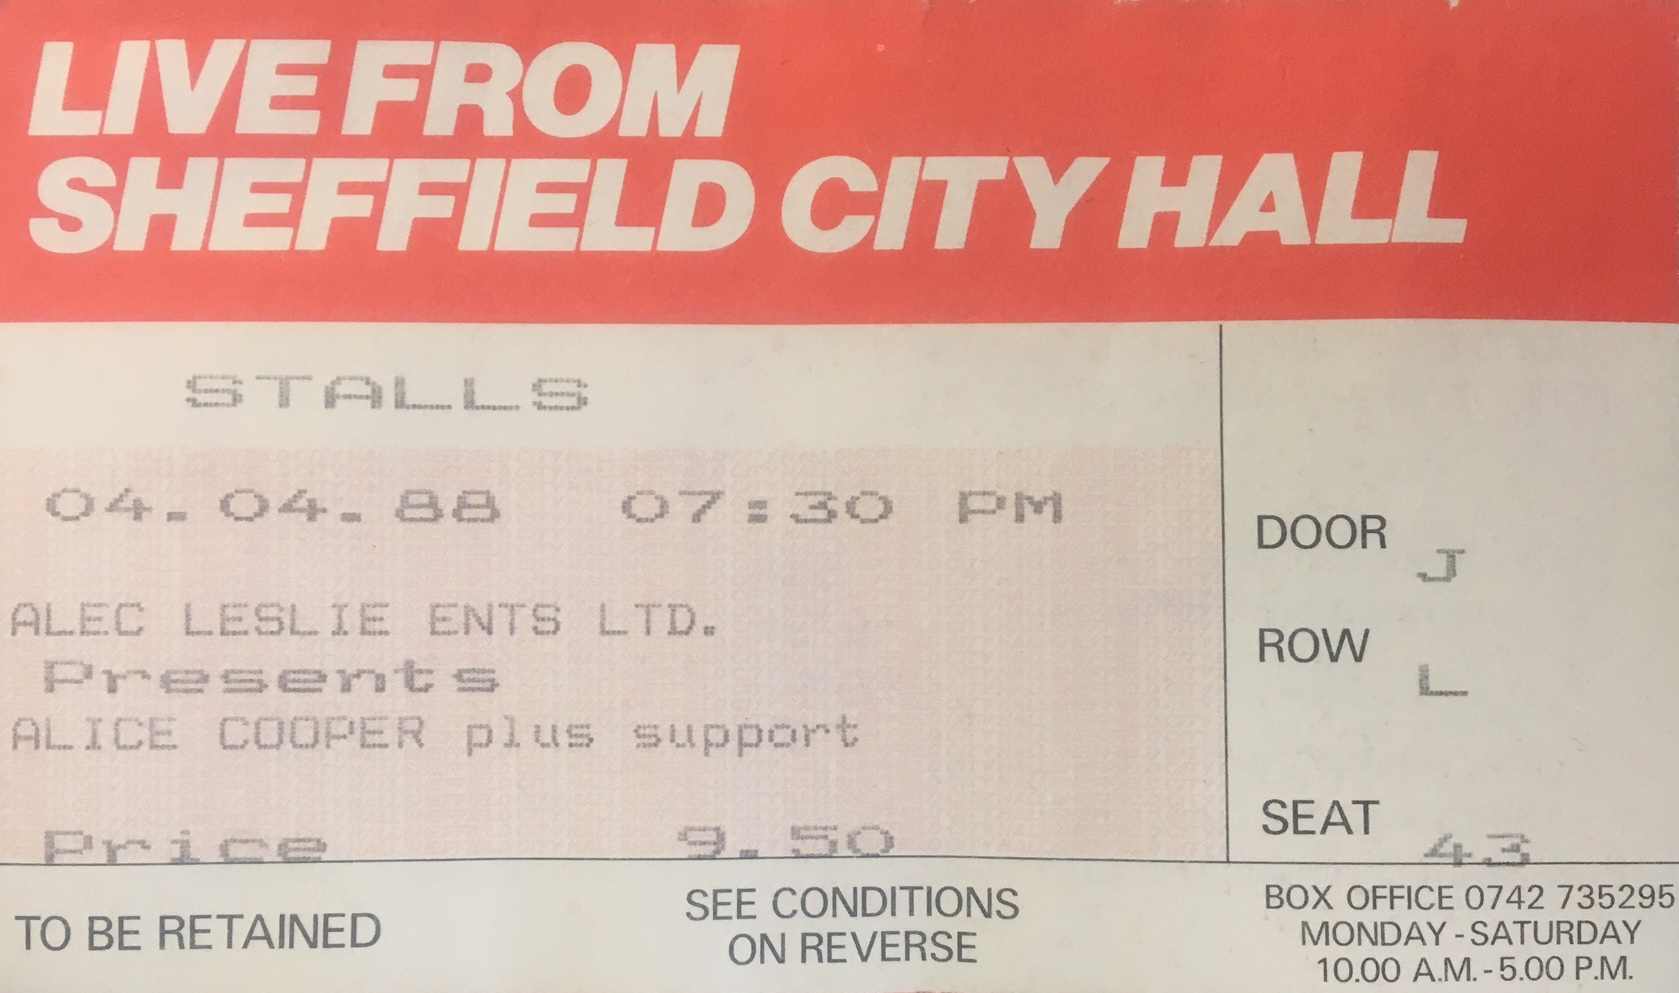 LIVE FROM
SHEFFIELD CITY HALL
STALLS
04.04.88 07:30 PM
ALEC LESLIE ENTS LTD.
Presents
ALICE COOPER plus support
Price 9.50
DOOR J
ROW L
SEAT 43
TO BE RETAINED
SEE CONDITIONS
ON REVERSE
BOX OFFICE 0742 735295
MONDAY - SATURDAY
10.00 A.M. - 5.00 P.M.